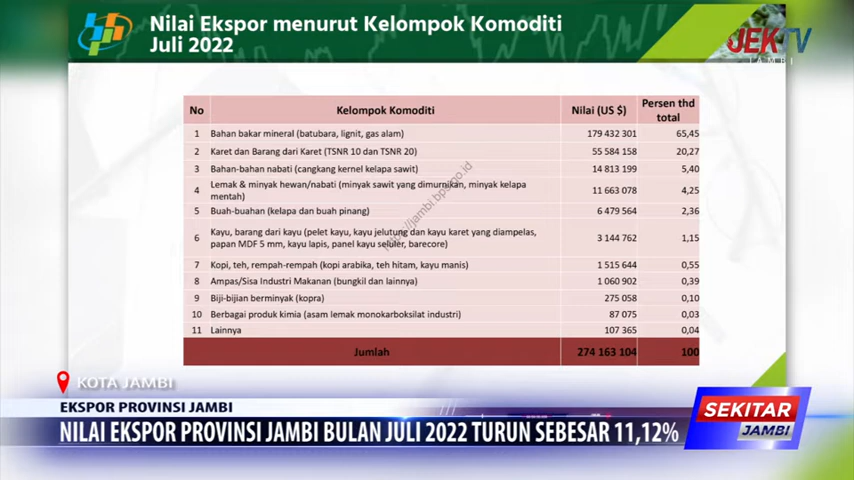 Nilai Ekspor menurut Kelompok Komoditi
Juli 2022
JEKTV
JAMBI
No Kelompok Komoditi Nilai (US $) Persen thd total
1 Bahan bakar mineral (batubara, lignit, gas alam) 179 432 301 65,45
2 Karet dan Barang dari Karet (TSNR 10 dan TSNR 20) 55 584 158 20,27
3 Bahan-bahan nabati (cangkang kernel kelapa sawit) 14 813 199 5,40
4 Lemak & minyak hewan/nabati (minyak sawit yang dimurnikan, minyak kelapa
mentah) 11 663 078 4,25
5 Buah-buahan (kelapa dan buah pinang) 6 479 564 2,36
6 Kayu, barang dari kayu (pelet kayu, kayu jelutung dan kayu karet yang diampelas,
papan MDF 5 mm, kayu lapis, panel kayu seluler, barecore) 3 144 762 1,15
7 Kopi, teh, rempah-rempah (kopi arabika, teh hitam, kayu manis) 1 515 644 0,55
8 Ampas/Sisa Industri Makanan (bungkil dan lainnya) 1 060 902 0,39
9 Biji-bijian berminyak (kopra) 275 058 0,10
10 Berbagai produk kimia (asam lemak monokarboksilat industri) 87 075 0,03
11 Lainnya 107 365 0,04
Jumlah 274 163 104 100
https://jambi.bps.go.id
KOTA JAMBI
EKSPOR PROVINSI JAMBI
NILAI EKSPOR PROVINSI JAMBI BULAN JULI 2022 TURUN SEBESAR 11,12%
SEKITAR
JAMBI